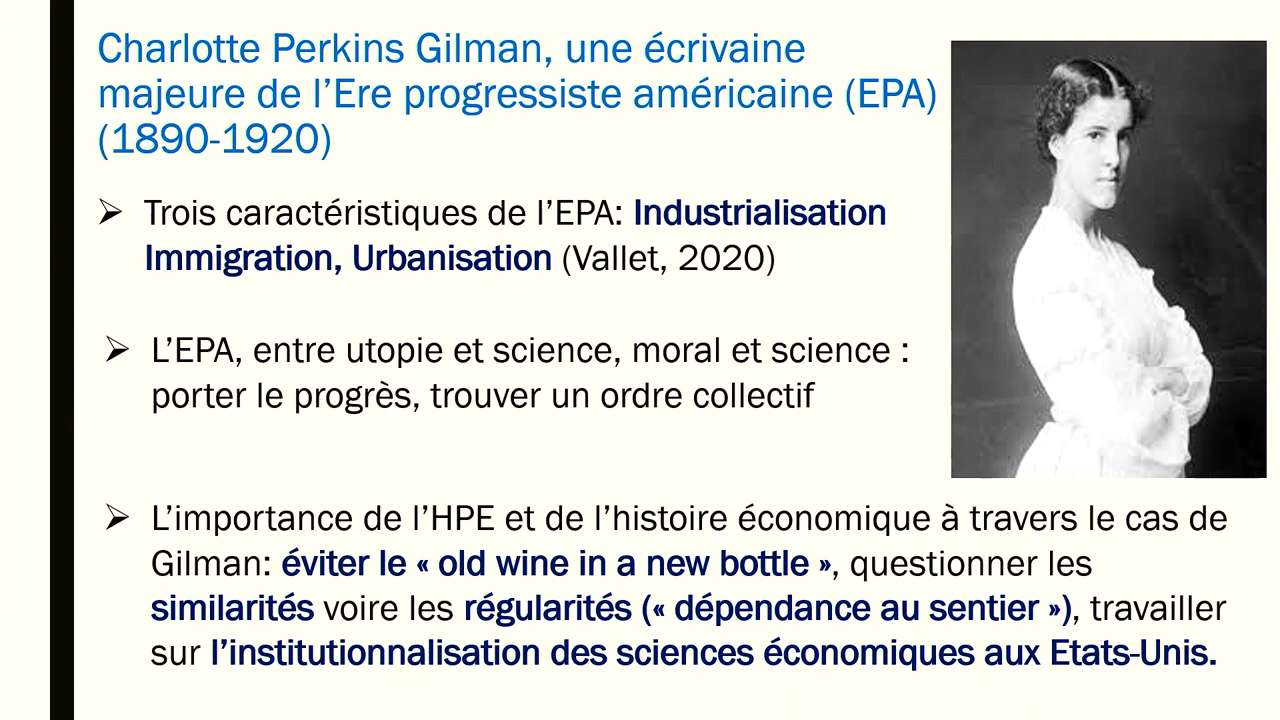 Charlotte Perkins Gilman, une écrivaine
majeure de l’Ere progressiste américaine (EPA)
(1890-1920)
➢ Trois caractéristiques de l’EPA: Industrialisation
Immigration, Urbanisation (Vallet, 2020)
➢ L’EPA, entre utopie et science, moral et science :
porter le progrès, trouver un ordre collectif
➢ L’importance de l’HPE et de l’histoire économique à travers le cas de
Gilman: éviter le « old wine in a new bottle », questionner les
similarités voire les régularités (« dépendance au sentier »), travailler
sur l’institutionnalisation des sciences économiques aux Etats-Unis.